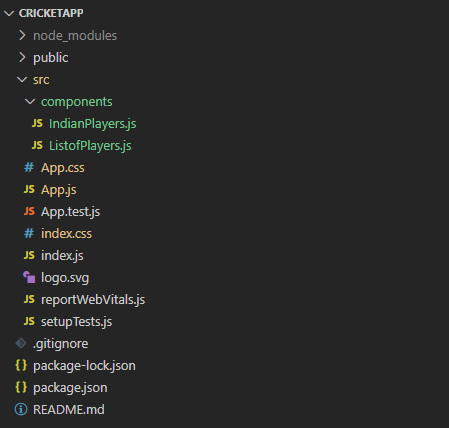 CRICKETAPP
node_modules
public
src
components
JS IndianPlayers.js
JS ListofPlayers.js
# App.css
JS App.js
JS App.test.js
# index.css
JS index.js
logo.svg
JS reportWebVitals.js
JS setupTests.js
.gitignore
{} package-lock.json
{} package.json
README.md